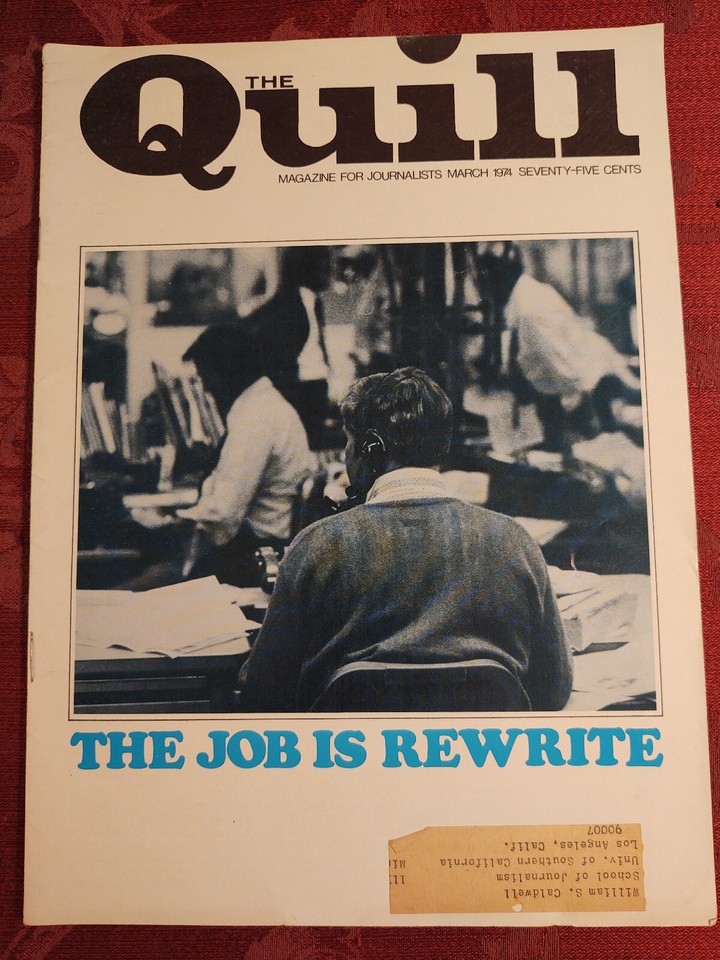 THE
Quill
MAGAZINE FOR JOURNALISTS MARCH 1974 SEVENTY-FIVE CENTS
THE JOB IS REWRITE
William S. Caldwell
School of Journalism
Univ. of Southern California
Los Angeles, Calif.
90007